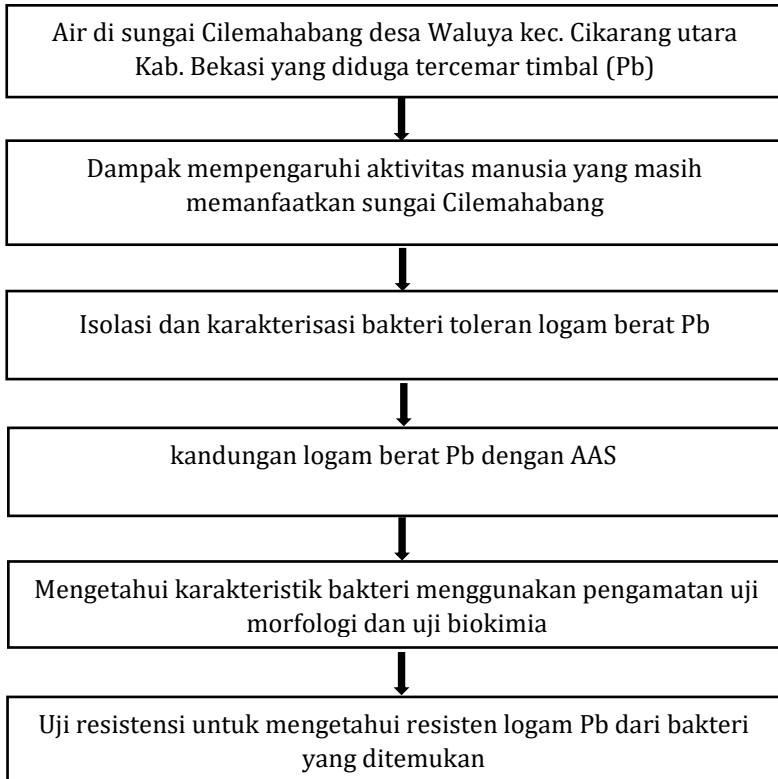 Air di sungai Cilemahabang desa Waluya kec. Cikarang utara
Kab. Bekasi yang diduga tercemar timbal (Pb)
Dampak mempengaruhi aktivitas manusia yang masih
memanfaatkan sungai Cilemahabang
Isolasi dan karakterisasi bakteri toleran logam berat Pb
kandungan logam berat Pb dengan AAS
Mengetahui karakteristik bakteri menggunakan pengamatan uji
morfologi dan uji biokimia
Uji resistensi untuk mengetahui resisten logam Pb dari bakteri
yang ditemukan